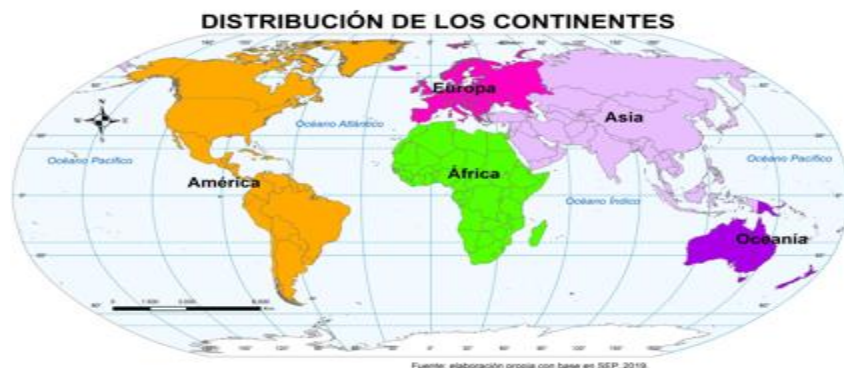 DISTRIBUCIÓN DE LOS CONTINENTES
Europa
Asia
Océano Atlántico
Océano Pacífico
Océano Pacífico
África
América
Océano Índico
Oceanía
Fuente: elaboración propia con base en SEP, 2019.